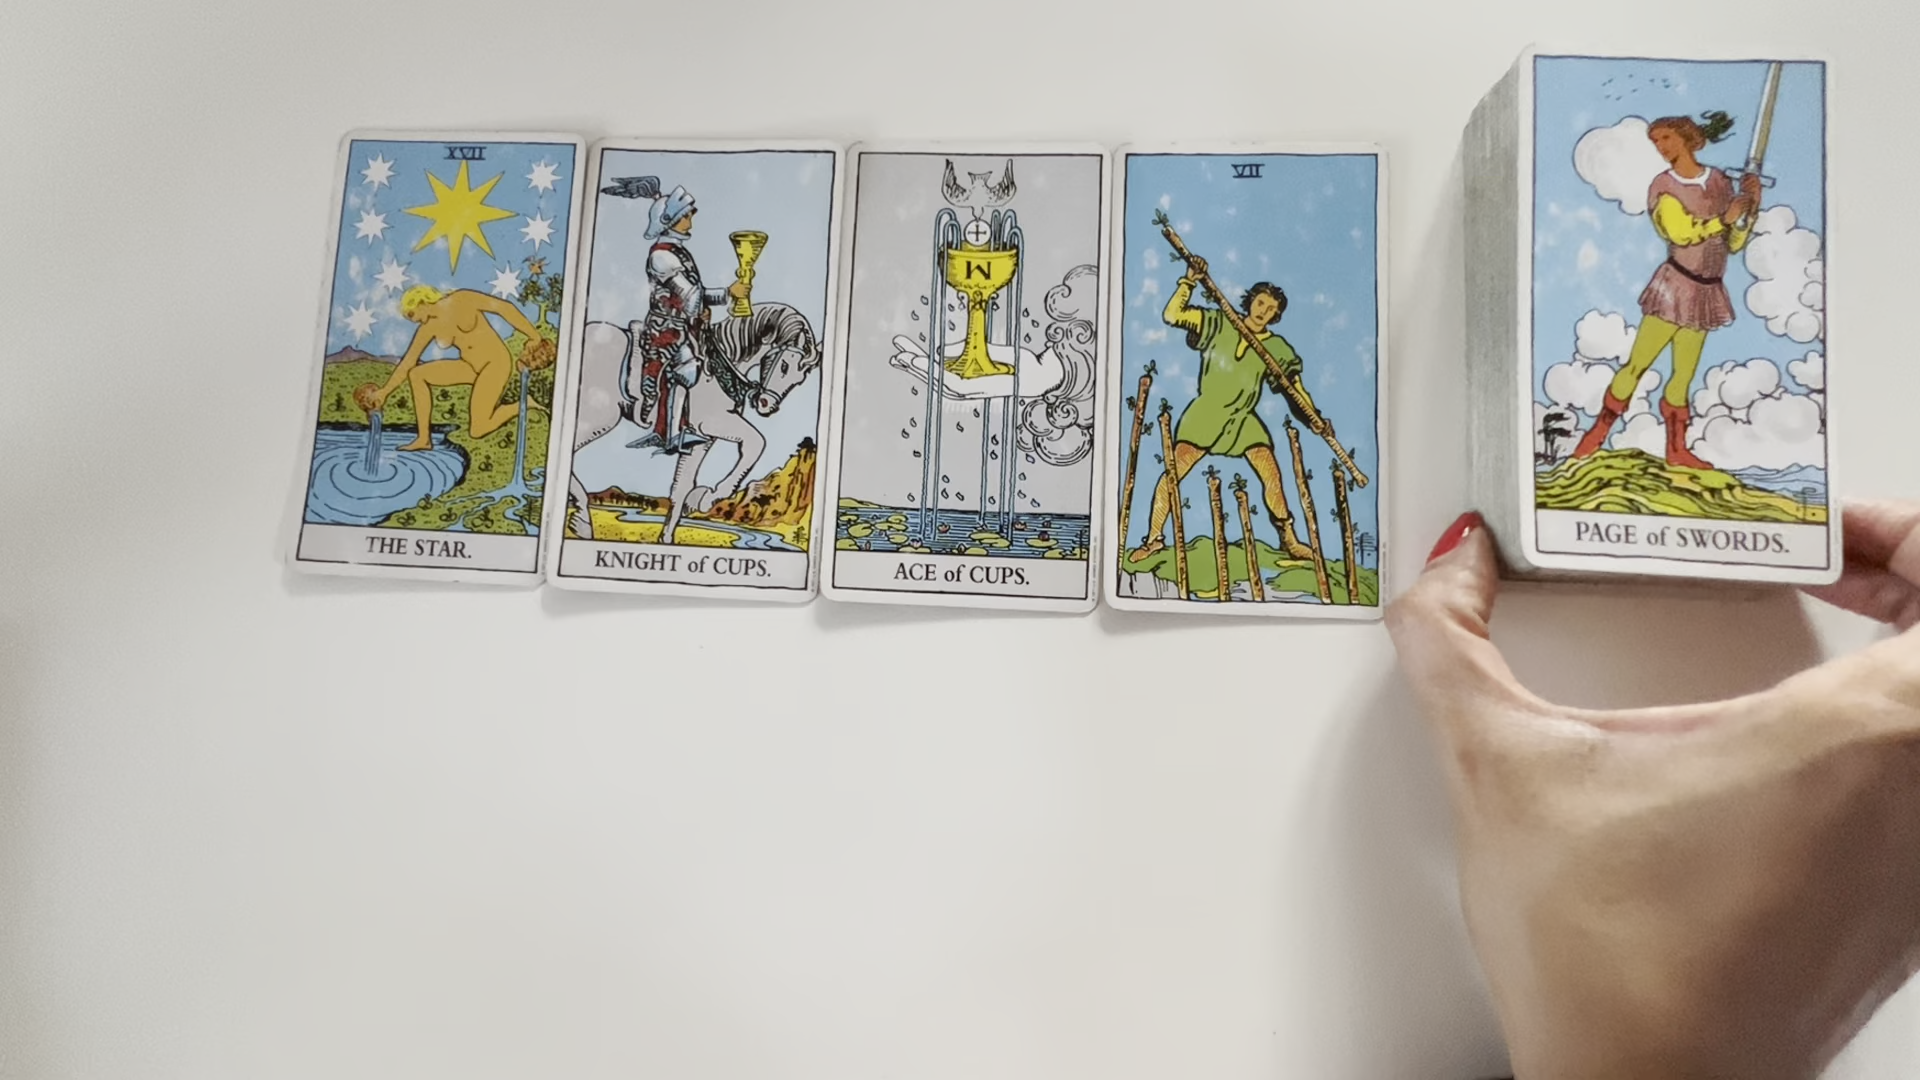 XVII
THE STAR.
KNIGHT of CUPS.
W
ACE of CUPS.
VII
PAGE of SWORDS.